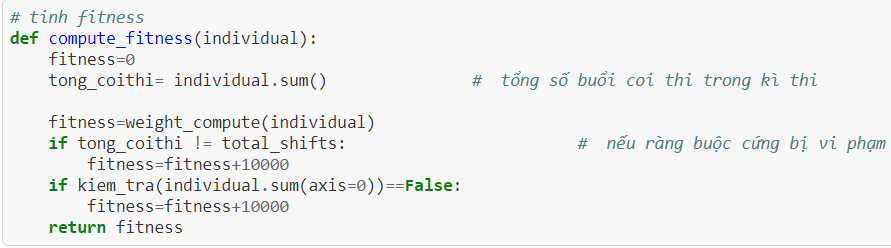 # tinh fitness
def compute_fitness(individual):
    fitness=0
    tong_coithi= individual.sum()               #  tổng số buổi coi thi trong kì thi

    fitness=weight_compute(individual)
    if tong_coithi != total_shifts:                        #  nếu ràng buộc cứng bị vi phạm
        fitness=fitness+10000
    if kiem_tra(individual.sum(axis=0))==False:
        fitness=fitness+10000
    return fitness